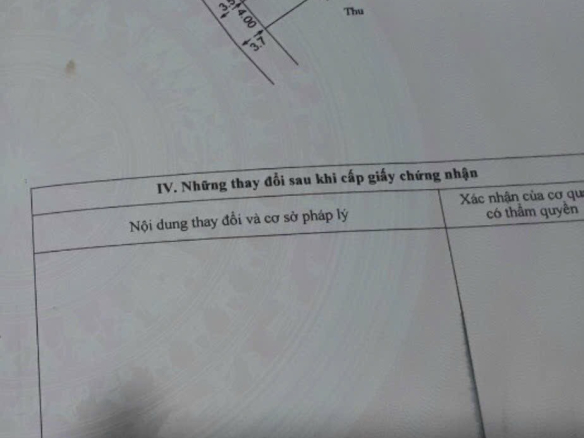 Thu
4.00
IV. Những thay đổi sau khi cấp giấy chứng nhận
Nội dung thay đổi và cơ sở pháp lý
Xác nhận của cơ
có thẩm quyền